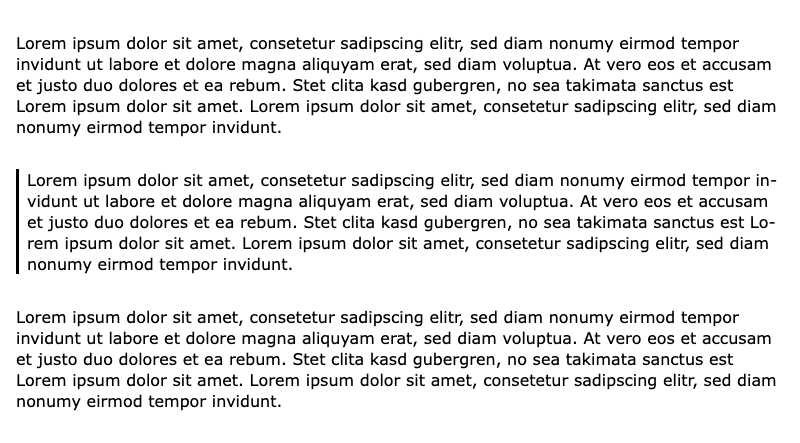 Lorem ipsum dolor sit amet, consetetur sadipscing elitr, sed diam nonumy eirmod tempor
invidunt ut labore et dolore magna aliquyam erat, sed diam voluptua. At vero eos et accusam
et justo duo dolores et ea rebum. Stet clita kasd gubergren, no sea takimata sanctus est
Lorem ipsum dolor sit amet. Lorem ipsum dolor sit amet, consetetur sadipscing elitr, sed diam
nonumy eirmod tempor invidunt.
Lorem ipsum dolor sit amet, consetetur sadipscing elitr, sed diam nonumy eirmod tempor in-
vidunt ut labore et dolore magna aliquyam erat, sed diam voluptua. At vero eos et accusam
et justo duo dolores et ea rebum. Stet clita kasd gubergren, no sea takimata sanctus est Lo-
rem ipsum dolor sit amet. Lorem ipsum dolor sit amet, consetetur sadipscing elitr, sed diam
nonumy eirmod tempor invidunt.
Lorem ipsum dolor sit amet, consetetur sadipscing elitr, sed diam nonumy eirmod tempor
invidunt ut labore et dolore magna aliquyam erat, sed diam voluptua. At vero eos et accusam
et justo duo dolores et ea rebum. Stet clita kasd gubergren, no sea takimata sanctus est
Lorem ipsum dolor sit amet. Lorem ipsum dolor sit amet, consetetur sadipscing elitr, sed diam
nonumy eirmod tempor invidunt.